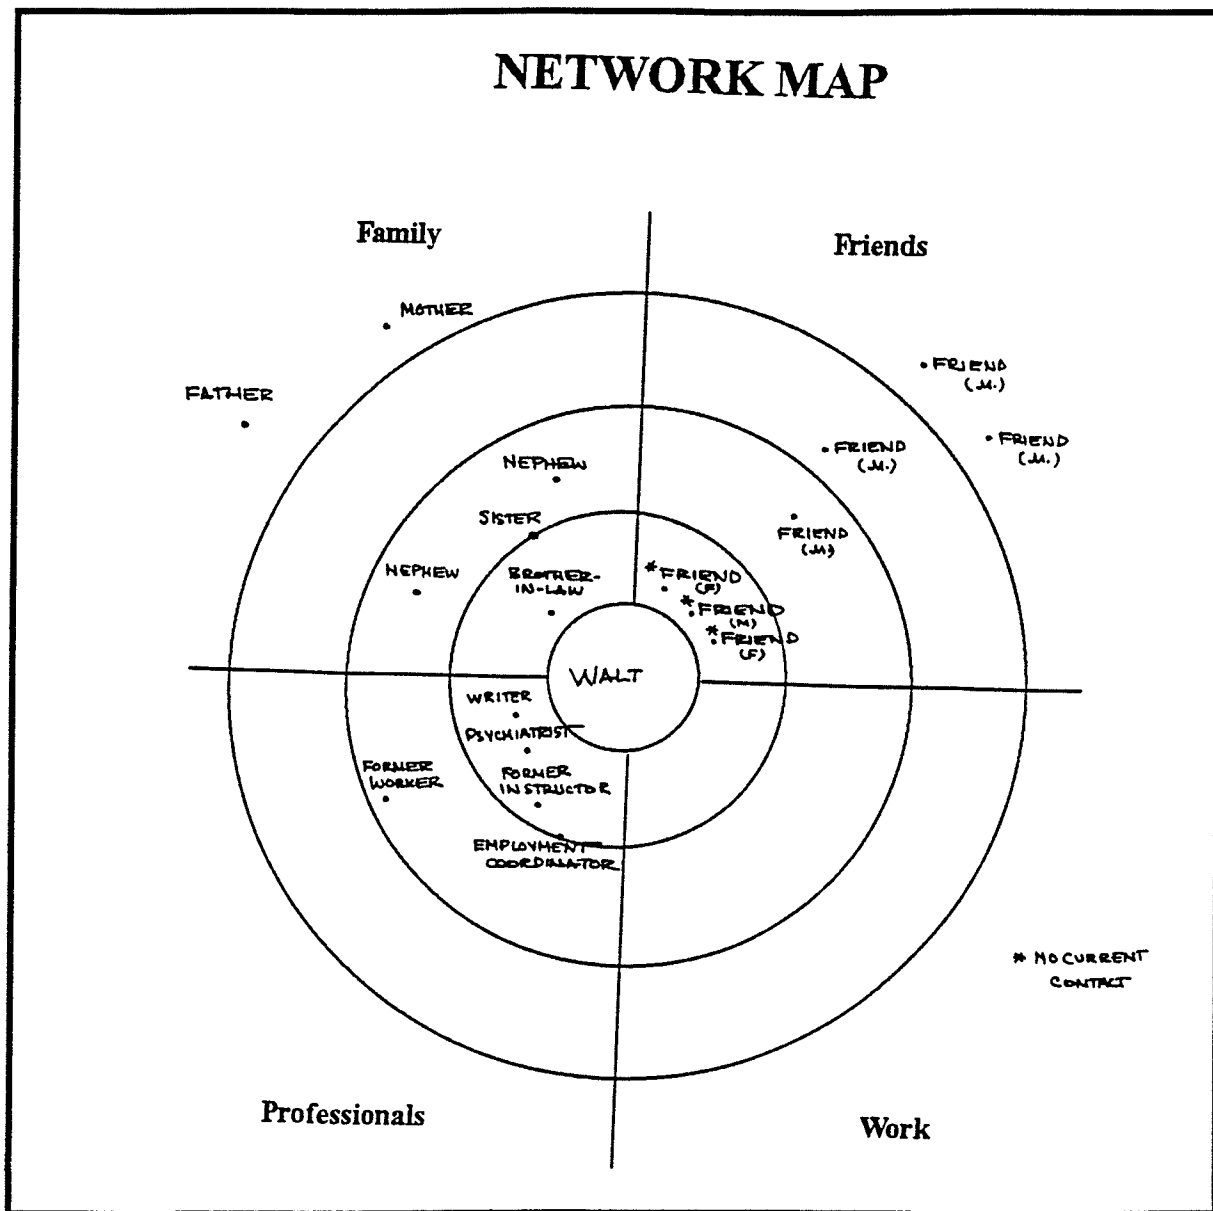 NETWORK MAP
Family
Friends
MOTHER
FATHER
NEPHEW
SISTER
NEPHEW
BROTHER-
IN-LAW
FRIEND
(M.)
FRIEND
(M.)
FRIEND
(M.)
FRIEND
(M)
* FRIEND
(F)
* FRIEND
(M)
* FRIEND
(F)
WALT
WRITER
PSYCHIATRIST
FORMER
WORKER
FORMER
INSTRUCTOR
EMPLOYMENT
COORDINATOR
* NO CURRENT
CONTACT
Professionals
Work